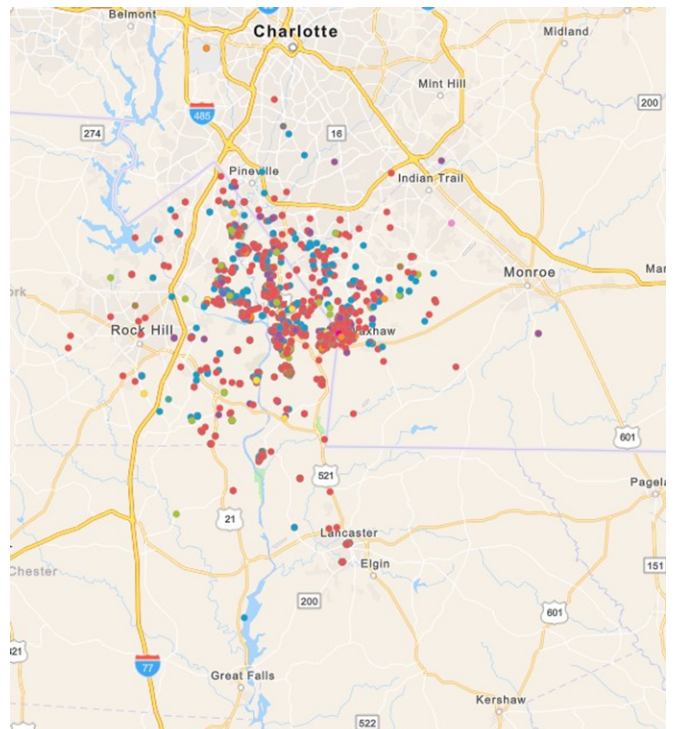 Belmont
Charlotte
Midland
Mint Hill
200
485
274
16
Pineville
Indian Trail
Monroe
Mar
ork
Rock Hill
axhaw
601
521
Pagela
21
Lancaster
Chester
Elgin
151
200
601
321
77
Great Falls
Kershaw
522